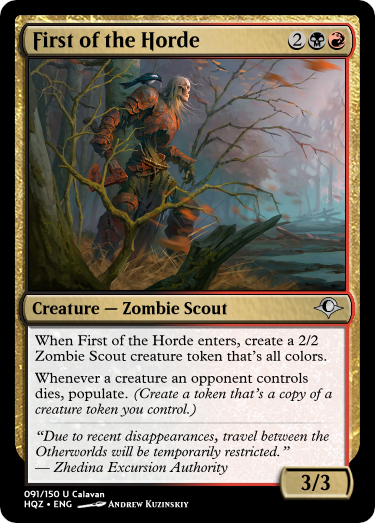 First of the Horde 2
Creature — Zombie Scout
When First of the Horde enters, create a 2/2
Zombie Scout creature token that's all colors.
Whenever a creature an opponent controls
dies, populate. (Create a token that's a copy of a
creature token you control.)
"Due to recent disappearances, travel between the
Otherworlds will be temporarily restricted."
— Zhedina Excursion Authority
3/3
091/150 U Calavan
HQZ • ENG Andrew Kuzinskiy